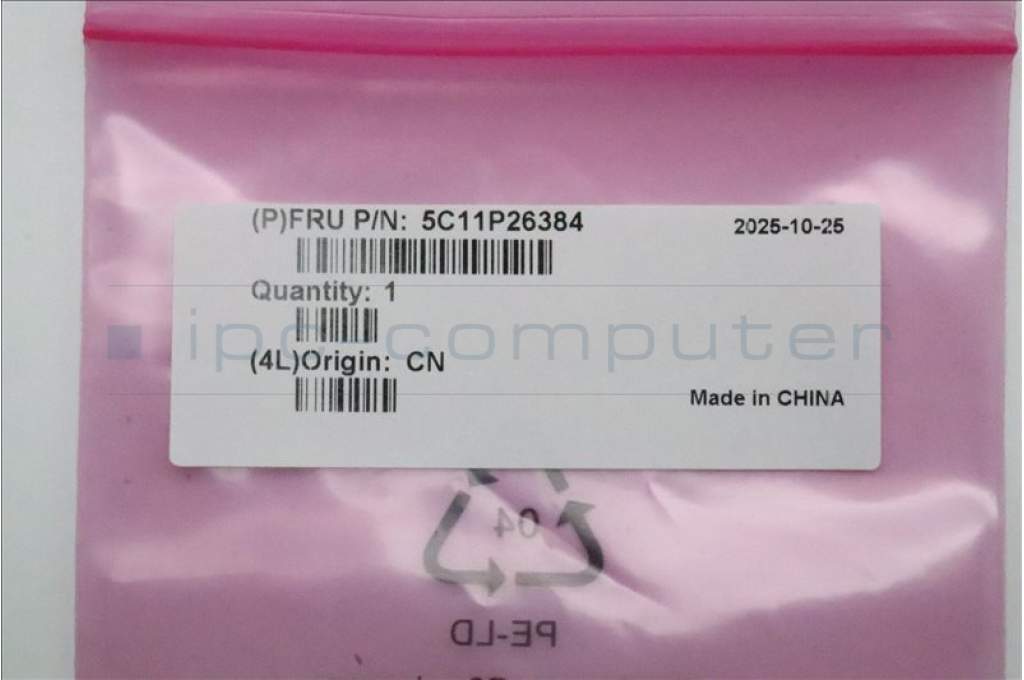 (P)FRU P/N: 5C11P26384
2025-10-25
Quantity: 1
ipc-computer
(4L)Origin: CN
Made in CHINA
04
PE-LD